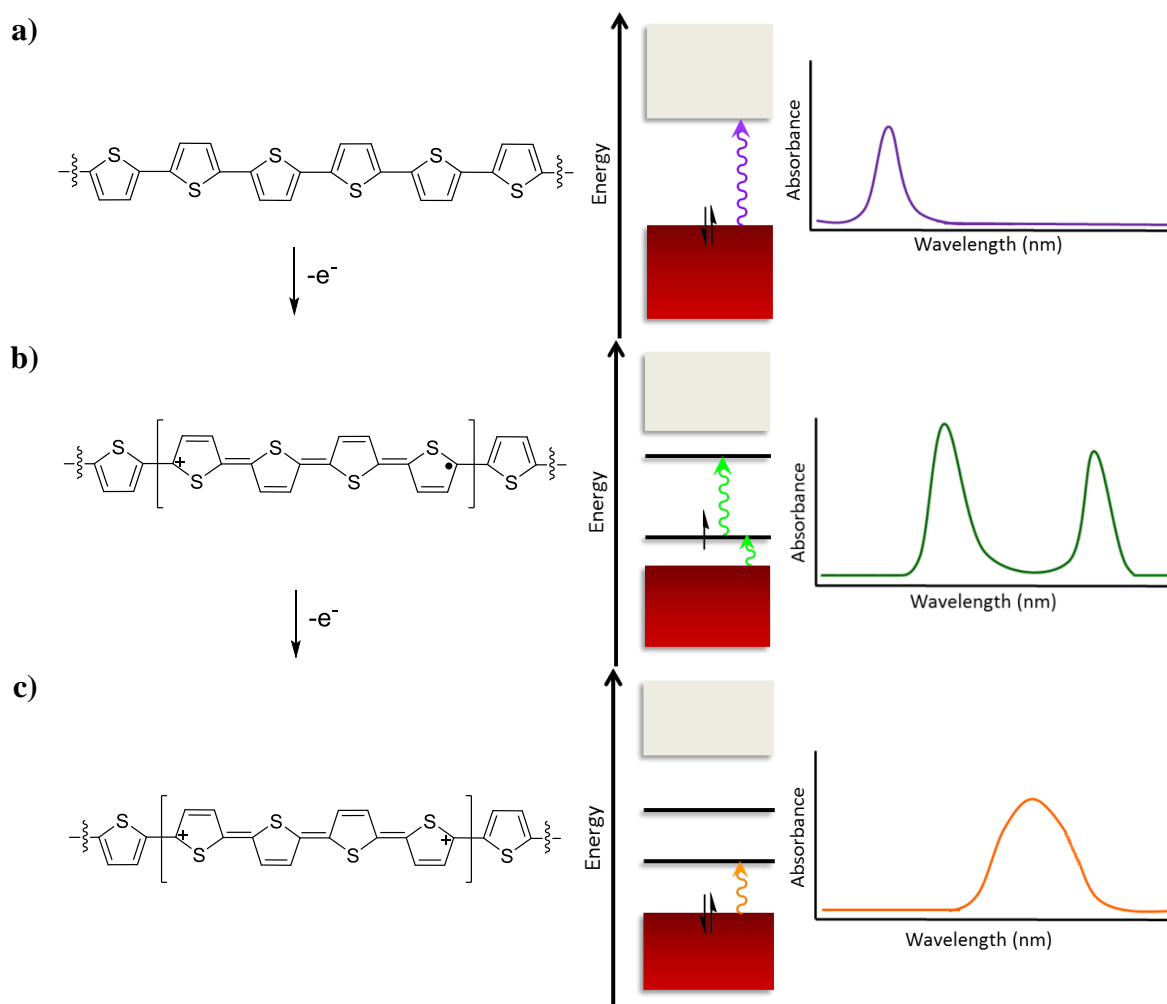 a)
S S S S S S
-e-
Energy
Absorbance
Wavelength (nm)
b)
S S S S S S
+ •
-e-
Energy
Absorbance
Wavelength (nm)
c)
S S S S S S
+ +
Energy
Absorbance
Wavelength (nm)